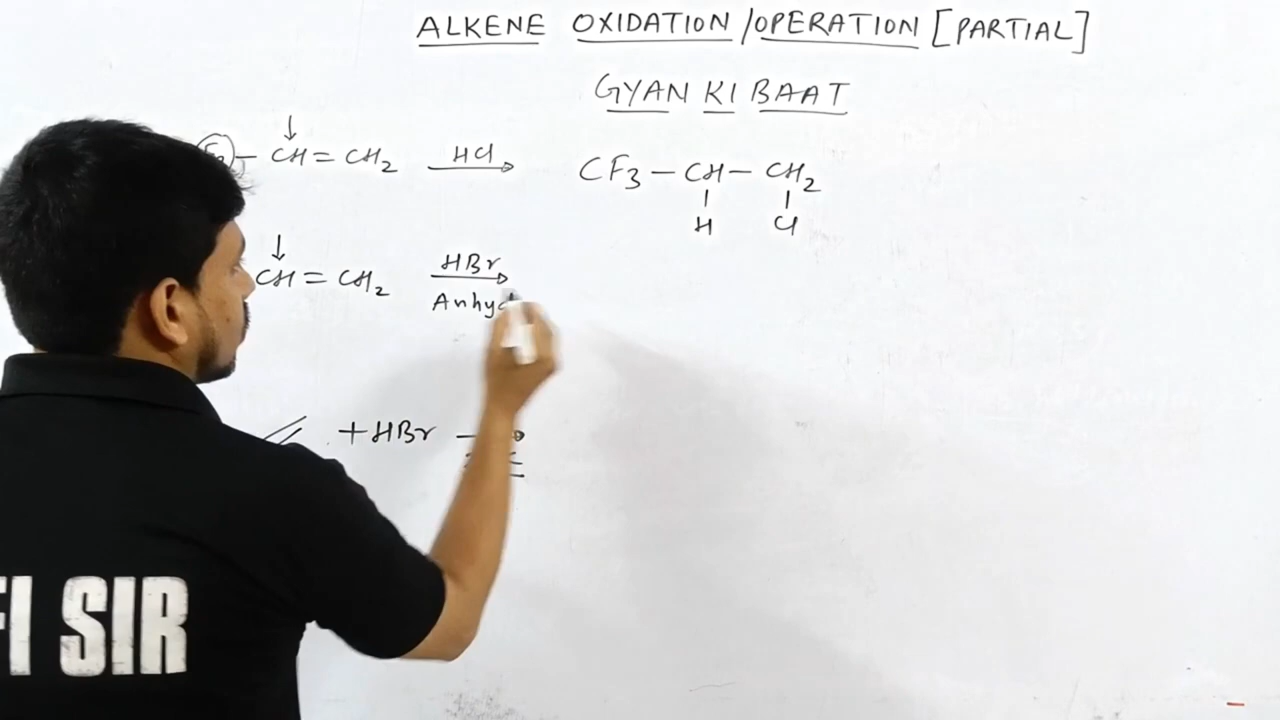 ALKENE OXIDATION/OPERATION [PARTIAL]
GYAN KI BAAT
— CH = CH2 HCl → CF3 — CH — CH2
H Cl
CH = CH2 HBr →
Anhyd
+ HBr →
FI SIR